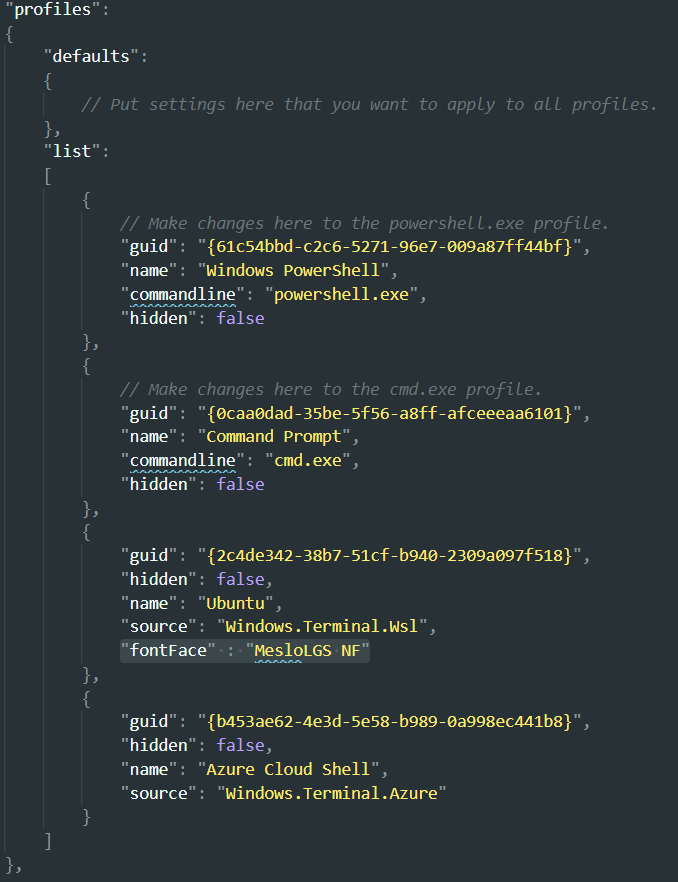 "profiles":
{
    "defaults":
    {
        // Put settings here that you want to apply to all profiles.
    },
    "list":
    [
        {
            // Make changes here to the powershell.exe profile.
            "guid": "{61c54bbd-c2c6-5271-96e7-009a87ff44bf}",
            "name": "Windows PowerShell",
            "commandline": "powershell.exe",
            "hidden": false
        },
        {
            // Make changes here to the cmd.exe profile.
            "guid": "{0caa0dad-35be-5f56-a8ff-afceeeaa6101}",
            "name": "Command Prompt",
            "commandline": "cmd.exe",
            "hidden": false
        },
        {
            "guid": "{2c4de342-38b7-51cf-b940-2309a097f518}",
            "hidden": false,
            "name": "Ubuntu",
            "source": "Windows.Terminal.Wsl",
            "fontFace" : "MesloLGS NF"
        },
        {
            "guid": "{b453ae62-4e3d-5e58-b989-0a998ec441b8}",
            "hidden": false,
            "name": "Azure Cloud Shell",
            "source": "Windows.Terminal.Azure"
        }
    ]
},